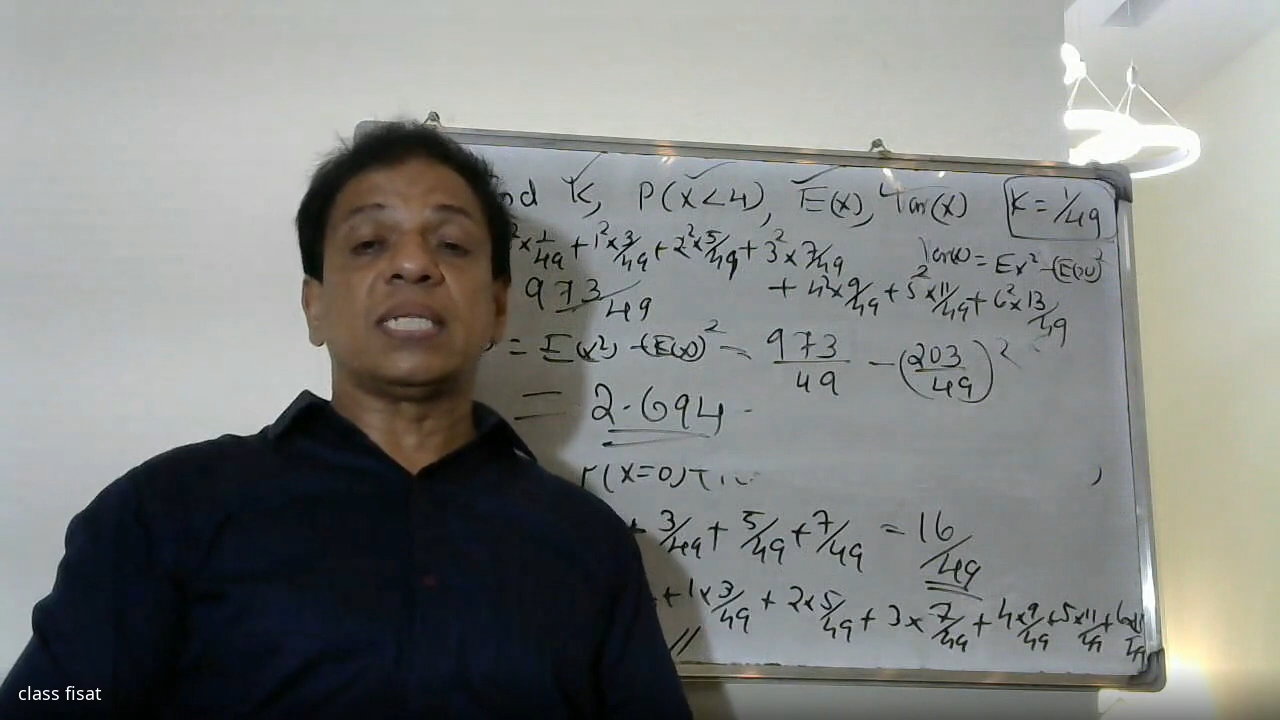 nd K, P(X<4), E(X), Var(X) K = 1/49
²×1/49 + 1²×3/49 + 2²×5/49 + 3²×7/49 Var(x) = Ex² - (E(x))²
973/49 + 4²×9/49 + 5²×11/49 + 6²×13/49
= E(x²) - (E(x))² = 973/49 - (203/49)²
= 2.694
P(X=0)+
+ 3/49 + 5/49 + 7/49 = 16/49
+ 1×3/49 + 2×5/49 + 3×7/49 + 4×9/49 + 5×11/49 +
class fisat